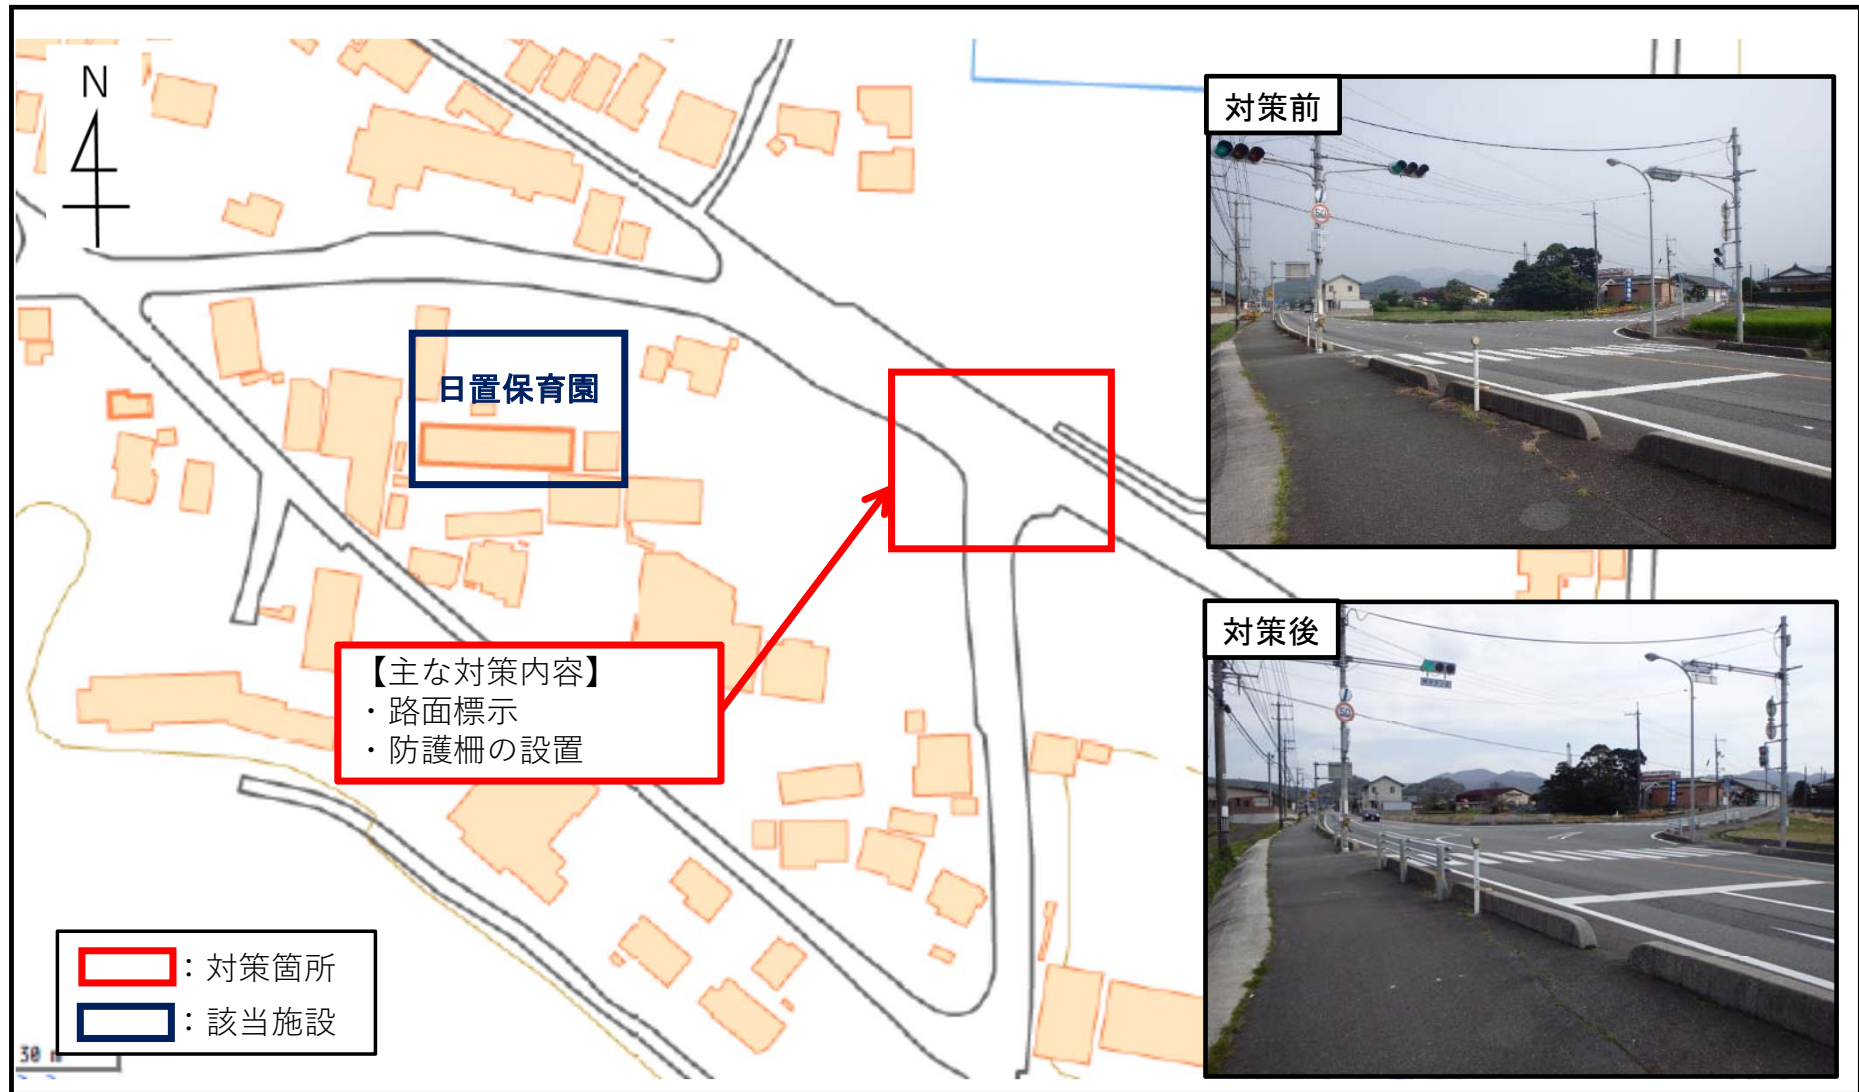 N
対策前
50
日置保育園
対策後
50
【主な対策内容】
・路面標示
・防護柵の設置
：対策箇所
：該当施設
30 m